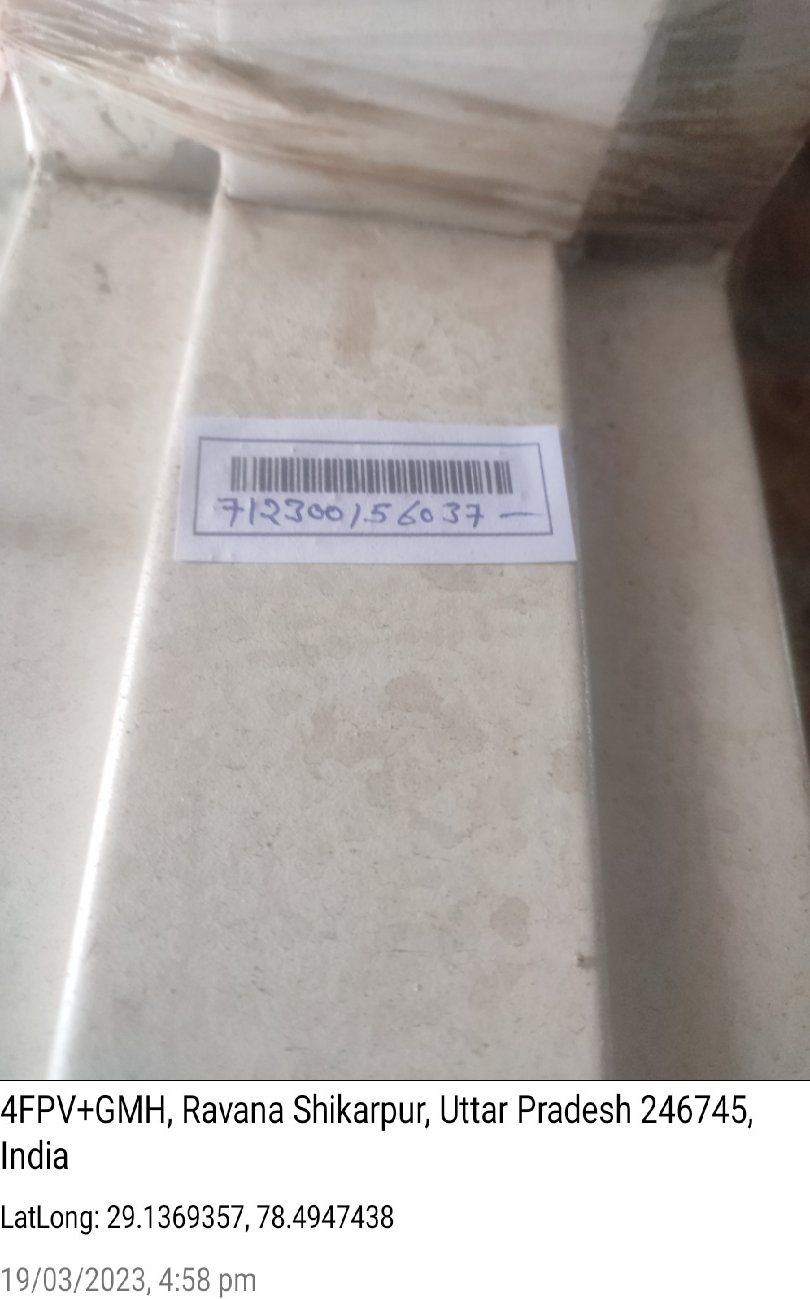 712300156037 —
4FPV+GMH, Ravana Shikarpur, Uttar Pradesh 246745,
India
LatLong: 29.1369357, 78.4947438
19/03/2023, 4:58 pm